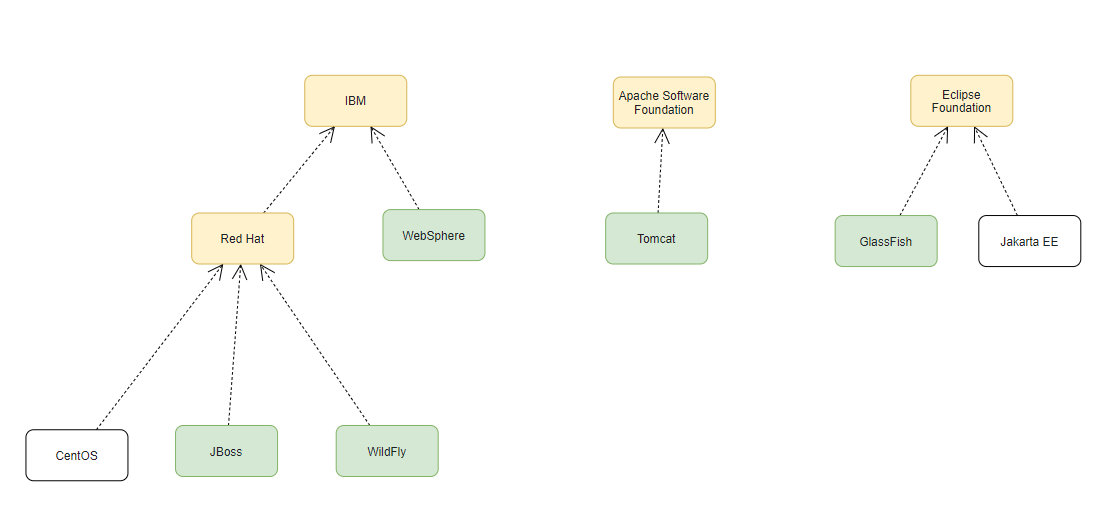 IBM
Apache Software
Foundation
Eclipse
Foundation
Red Hat
WebSphere
Tomcat
GlassFish
Jakarta EE
CentOS
JBoss
WildFly